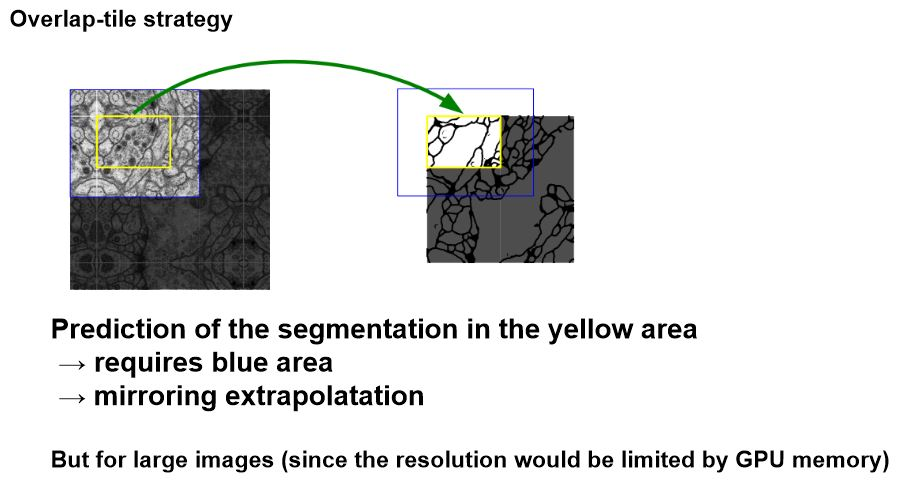 Overlap-tile strategy
Prediction of the segmentation in the yellow area
→ requires blue area
→ mirroring extrapolatation
But for large images (since the resolution would be limited by GPU memory)